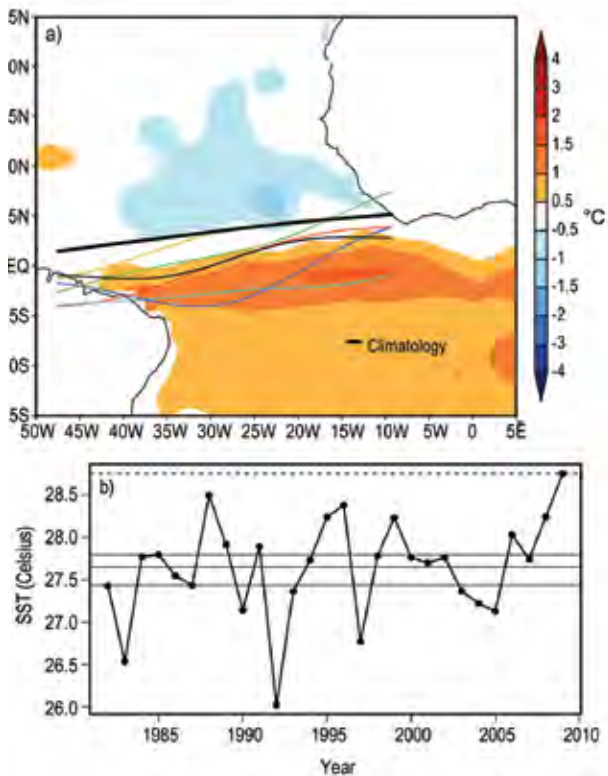 5N
a)
0N
5N
0N
5N
EQ
5S
0S
5S
Climatology
50W 45W 40W 35W 30W 25W 20W 15W 10W 5W 0 5E
4
3
2
1.5
1
0.5
-0.5
-1
-1.5
-2
-3
-4
°C
b)
28.5
28.0
27.5
27.0
26.5
26.0
SST (Celsius)
1985 1990 1995 2000 2005 2010
Year